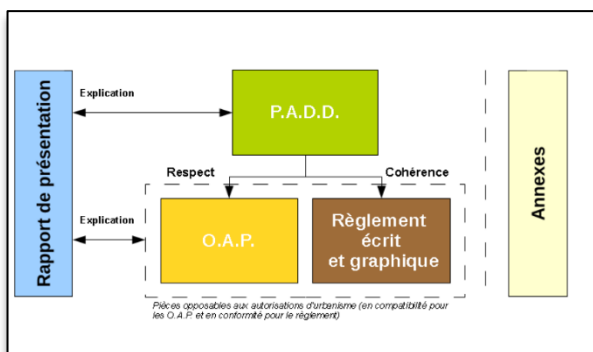 Rapport de présentation
Explication
P.A.D.D.
Respect
Cohérence
Explication
O.A.P.
Règlement
écrit
et graphique
Pièces opposables aux autorisations d'urbanisme (en compatibilité pour
les O.A.P. et en conformité pour le règlement)
Annexes